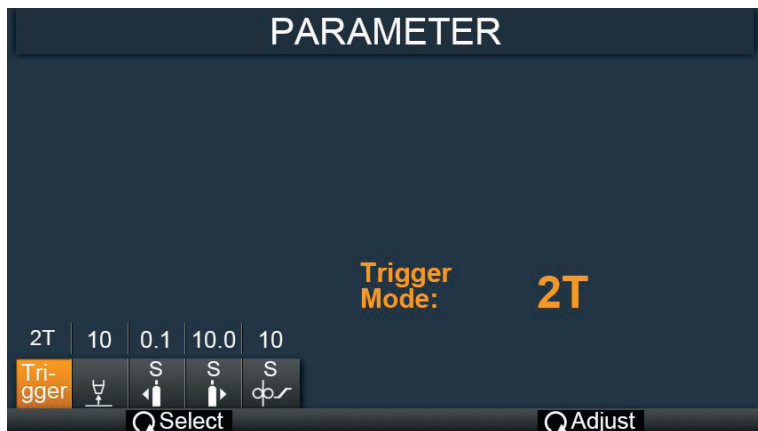 PARAMETER
Trigger
Mode:
2T
2T 10 0.1 10.0 10
Tri-
gger
S S S
Select Adjust